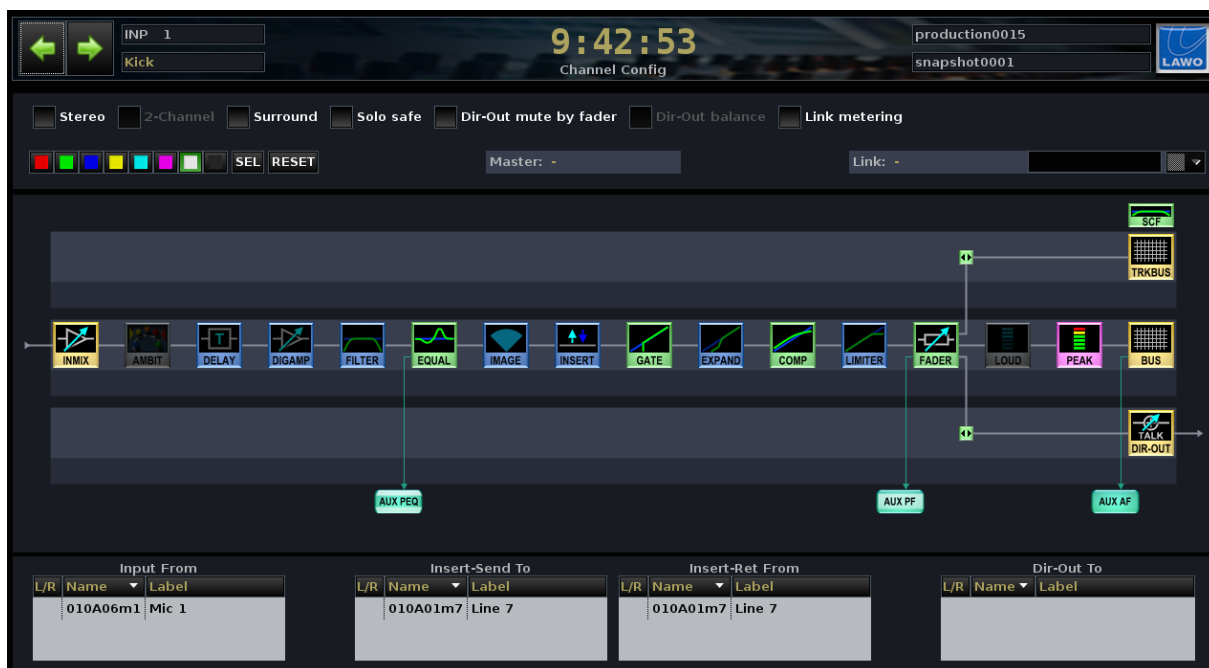 INP 1
Kick
9:42:53
Channel Config
production0015
snapshot0001
LAWO
Stereo 2-Channel Surround Solo safe Dir-Out mute by fader Dir-Out balance Link metering
SEL RESET Master: - Link: -
SCF
TRKBUS
INMIX AMBIT T DELAY DIGAMP FILTER EQUAL IMAGE INSERT GATE EXPAND COMP LIMITER FADER LOUD PEAK BUS
TALK
DIR-OUT
AUX PEQ AUX PF AUX AF
Input From Insert-Send To Insert-Ret From Dir-Out To
L/R Name Label L/R Name Label L/R Name Label L/R Name Label
010A06m1 Mic 1 010A01m7 Line 7 010A01m7 Line 7